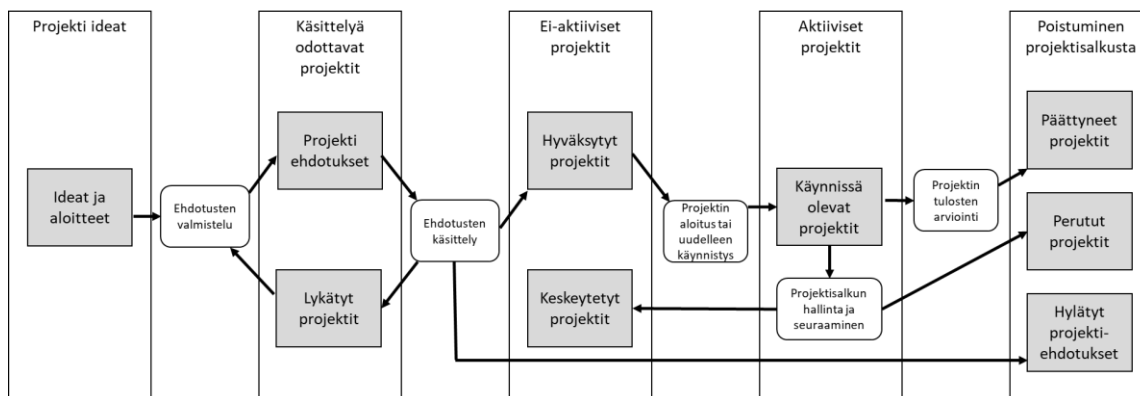 Projekti ideat
Käsittelyä
odottavat
projektit
Ei-aktiiviset
projektit
Aktiiviset
projektit
Poistuminen
projektisalkusta
Ideat ja
aloitteet
Ehdotusten
valmistelu
Projekti
ehdotukset
Lykätyt
projektit
Ehdotusten
käsittely
Hyväksytyt
projektit
Keskeytetyt
projektit
Projektin
aloitus tai
uudelleen
käynnistys
Käynnissä
olevat
projektit
Projektisalkun
hallinta ja
seuraaminen
Projektin
tulosten
arviointi
Päättyneet
projektit
Perutut
projektit
Hylätyt
projekti-
ehdotukset